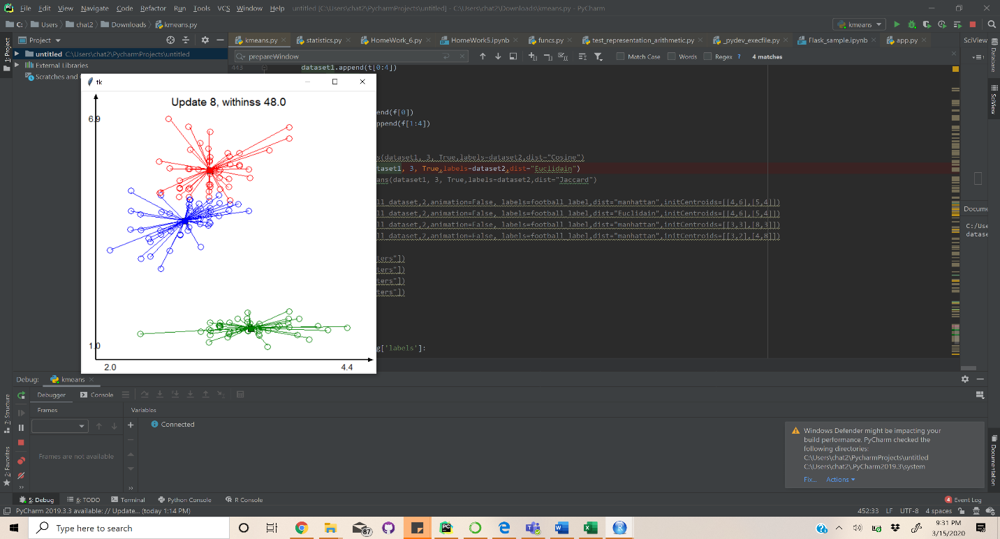 File Edit View Navigate Code Refactor Run Tools VCS Window Help untitled [C:\Users\chat2\PycharmProjects\untitled] - C:\Users\chat2\Downloads\kmeans.py - PyCharm
C: Users chat2 Downloads kmeans.py kmeans
Project kmeans.py statistics.py HomeWork_6.py HomeWork5.ipynb funcs.py test_representation_arithmetic.py _pydev_execfile.py Flask_sample.ipynb app.py SciView
untitled C:\Users\chat2\PycharmProjects\untitled prepareWindow Match Case Words Regex ? 4 matches
External Libraries 443 dataset1.append(t[0:4])
Scratches and
tk
Update 8, withinss 48.0
6.9
1.0
2.0 4.4
end(f[0])
ppend(f[1:4])
s(dataset1, 3, True,labels=dataset2,dist="Cosine")
taset1, 3, True,labels=dataset2,dist="Euclidain")
ans(dataset1, 3, True,labels=dataset2,dist="Jaccard")
ll_dataset,2,animation=False, labels=football_label,dist="manhattan",initCentroids=[[4,6],[5,4]])
ll_dataset,2,animation=False, labels=football_label,dist="Euclidain",initCentroids=[[4,6],[5,4]])
ll_dataset,2,animation=False, labels=football_label,dist="manhattan",initCentroids=[[3,3],[8,3]])
ll_dataset,2,animation=False, labels=football_label,dist="manhattan",initCentroids=[[3,2],[4,8]])
ters"])
ters"])
ters"])
ters"])
g['labels']:
Docume
C:/Use
datase
1: Project
7: Structure
2: Favorites
Database
SciView
Documentation
Debug: kmeans
Debugger Console
Frames Variables
Connected
Frames are not available
Windows Defender might be impacting your
build performance. PyCharm checked the
following directories:
C:\Users\chat2\PycharmProjects\untitled
C:\Users\chat2\.PyCharm2019.3\system
Fix... Actions
5: Debug 6: TODO Terminal Python Console R Console 4 Event Log
PyCharm 2019.3.3 available: // Update... (today 1:14 PM) 452:33 LF UTF-8 4 spaces
Type here to search 87 9:31 PM
3/15/2020